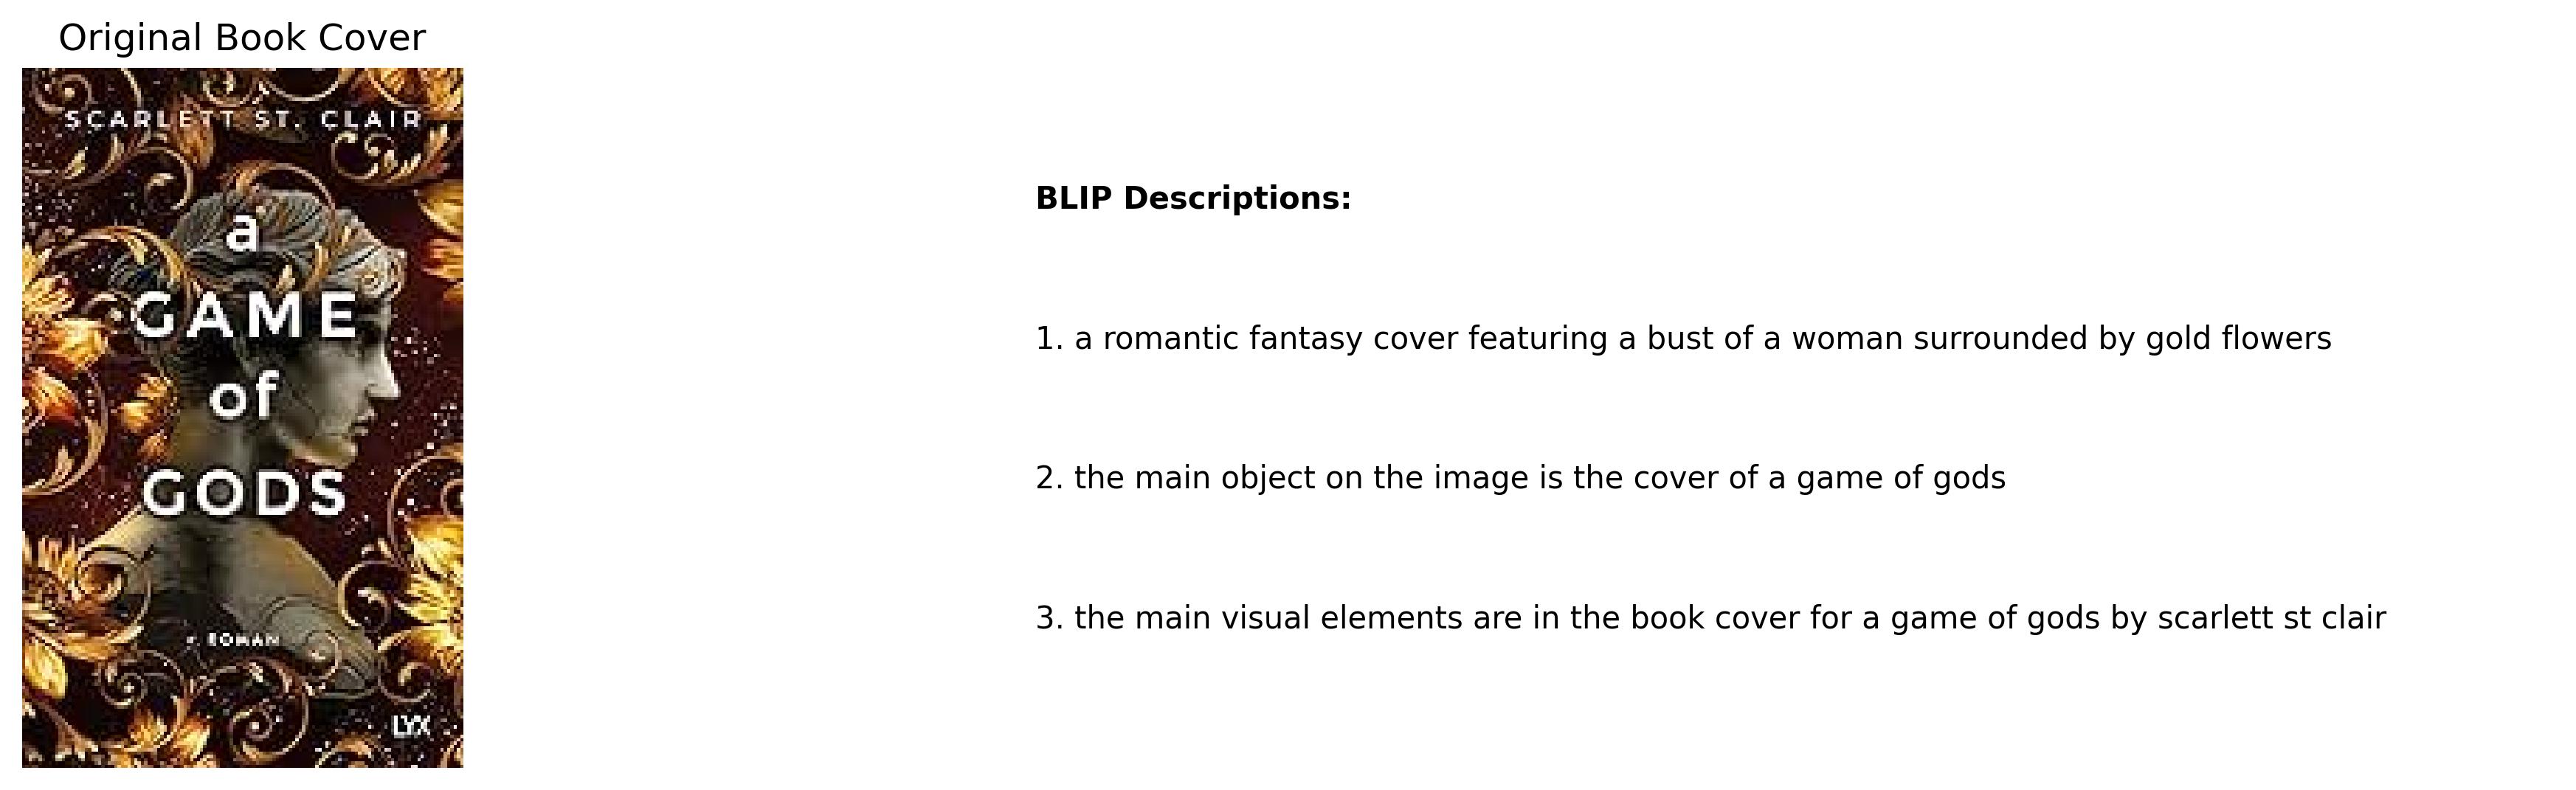 Original Book Cover
SCARLETT ST. CLAIR
a
GAME
of
GODS
ROMAN
LYX
BLIP Descriptions:
1. a romantic fantasy cover featuring a bust of a woman surrounded by gold flowers
2. the main object on the image is the cover of a game of gods
3. the main visual elements are in the book cover for a game of gods by scarlett st clair